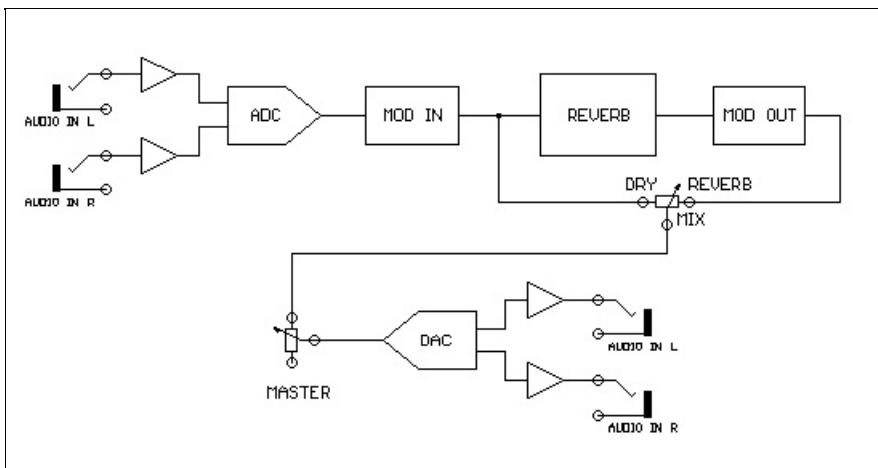 AUDIO IN L
ADC
MOD IN
REVERB
MOD OUT
AUDIO IN R
DRY
REVERB
MIX
MASTER
DAC
AUDIO IN L
AUDIO IN R